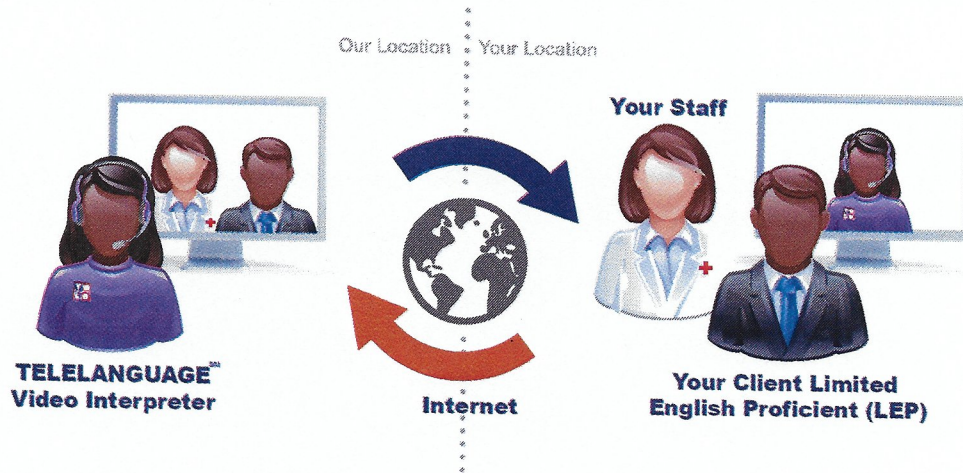 Our Location
Your Location
Your Staff
TELELANGUAGE℠
Video Interpreter
Internet
Your Client Limited
English Proficient (LEP)